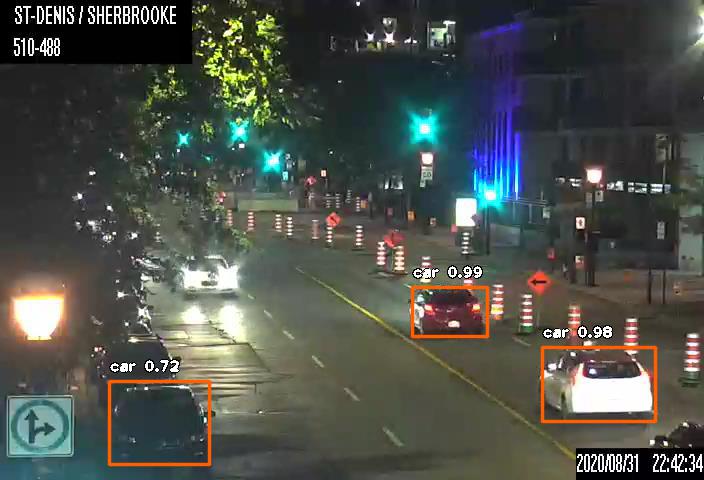 ST-DENIS / SHERBROOKE
510-488
car 0.99
car 0.98
car 0.72
2020/08/31 22:42:34